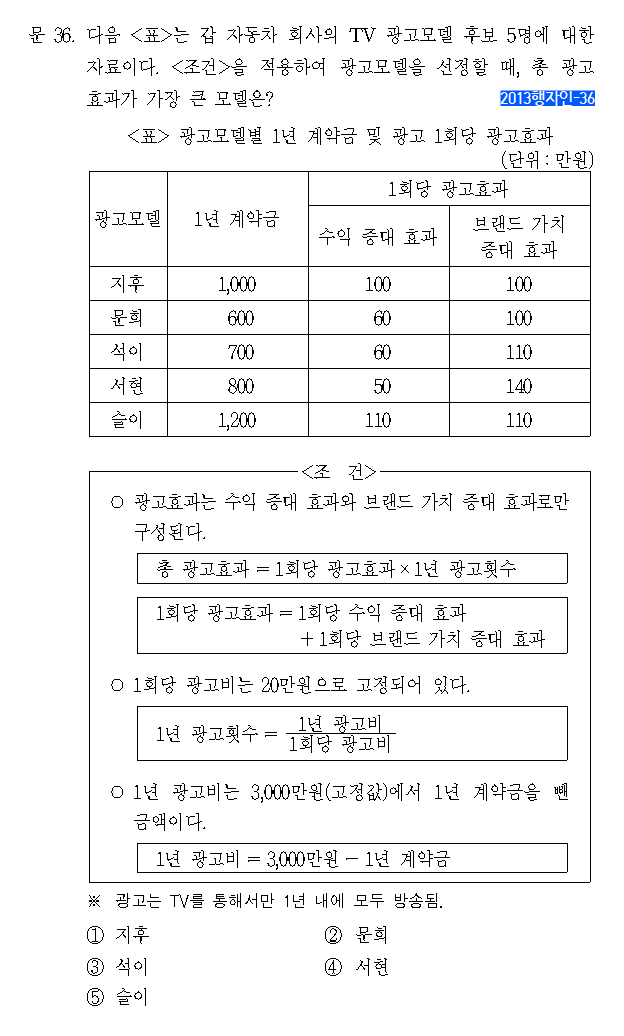 문 36. 다음 <표>는 갑 자동차 회사의 TV 광고모델 후보 5명에 대한
자료이다. <조건>을 적용하여 광고모델을 선정할 때, 총 광고
효과가 가장 큰 모델은?
2013행자인-36
<표> 광고모델별 1년 계약금 및 광고 1회당 광고효과
(단위 : 만원)
광고모델 1년 계약금 1회당 광고효과
수익 증대 효과 브랜드 가치 증대 효과
지후 1,000 100 100
문희 600 60 100
석이 700 60 110
서현 800 50 140
슬이 1,200 110 110
<조 건>
○ 광고효과는 수익 증대 효과와 브랜드 가치 증대 효과로만
구성된다.
총 광고효과 = 1회당 광고효과 × 1년 광고횟수
1회당 광고효과 = 1회당 수익 증대 효과
+ 1회당 브랜드 가치 증대 효과
○ 1회당 광고비는 20만원으로 고정되어 있다.
1년 광고횟수 = 1년 광고비 / 1회당 광고비
○ 1년 광고비는 3,000만원(고정값)에서 1년 계약금을 뺀
금액이다.
1년 광고비 = 3,000만원 - 1년 계약금
※ 광고는 TV를 통해서만 1년 내에 모두 방송됨.
① 지후 ② 문희
③ 석이 ④ 서현
⑤ 슬이